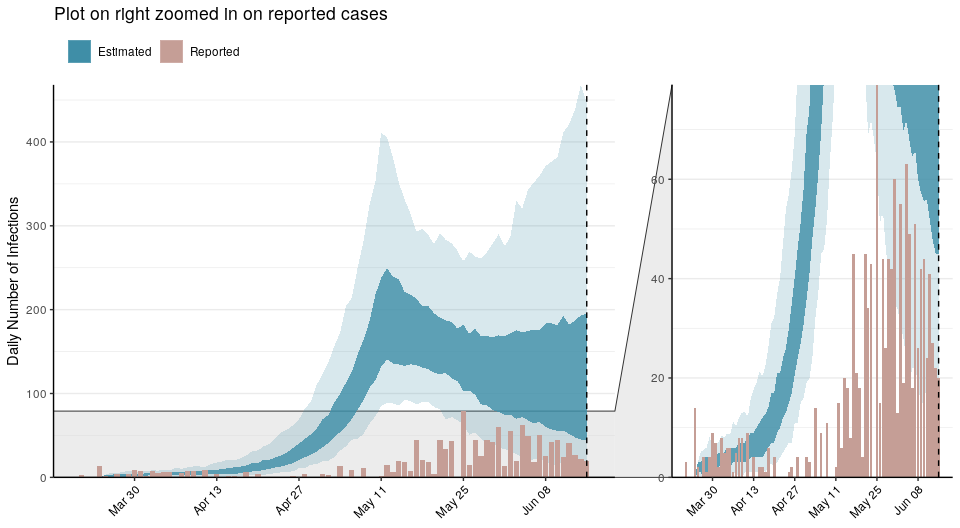 Plot on right zoomed in on reported cases
Estimated Reported
Daily Number of Infections
400
300
200
100
0
Mar 30 Apr 13 Apr 27 May 11 May 25 Jun 08
60
40
20
0
Mar 30 Apr 13 Apr 27 May 11 May 25 Jun 08